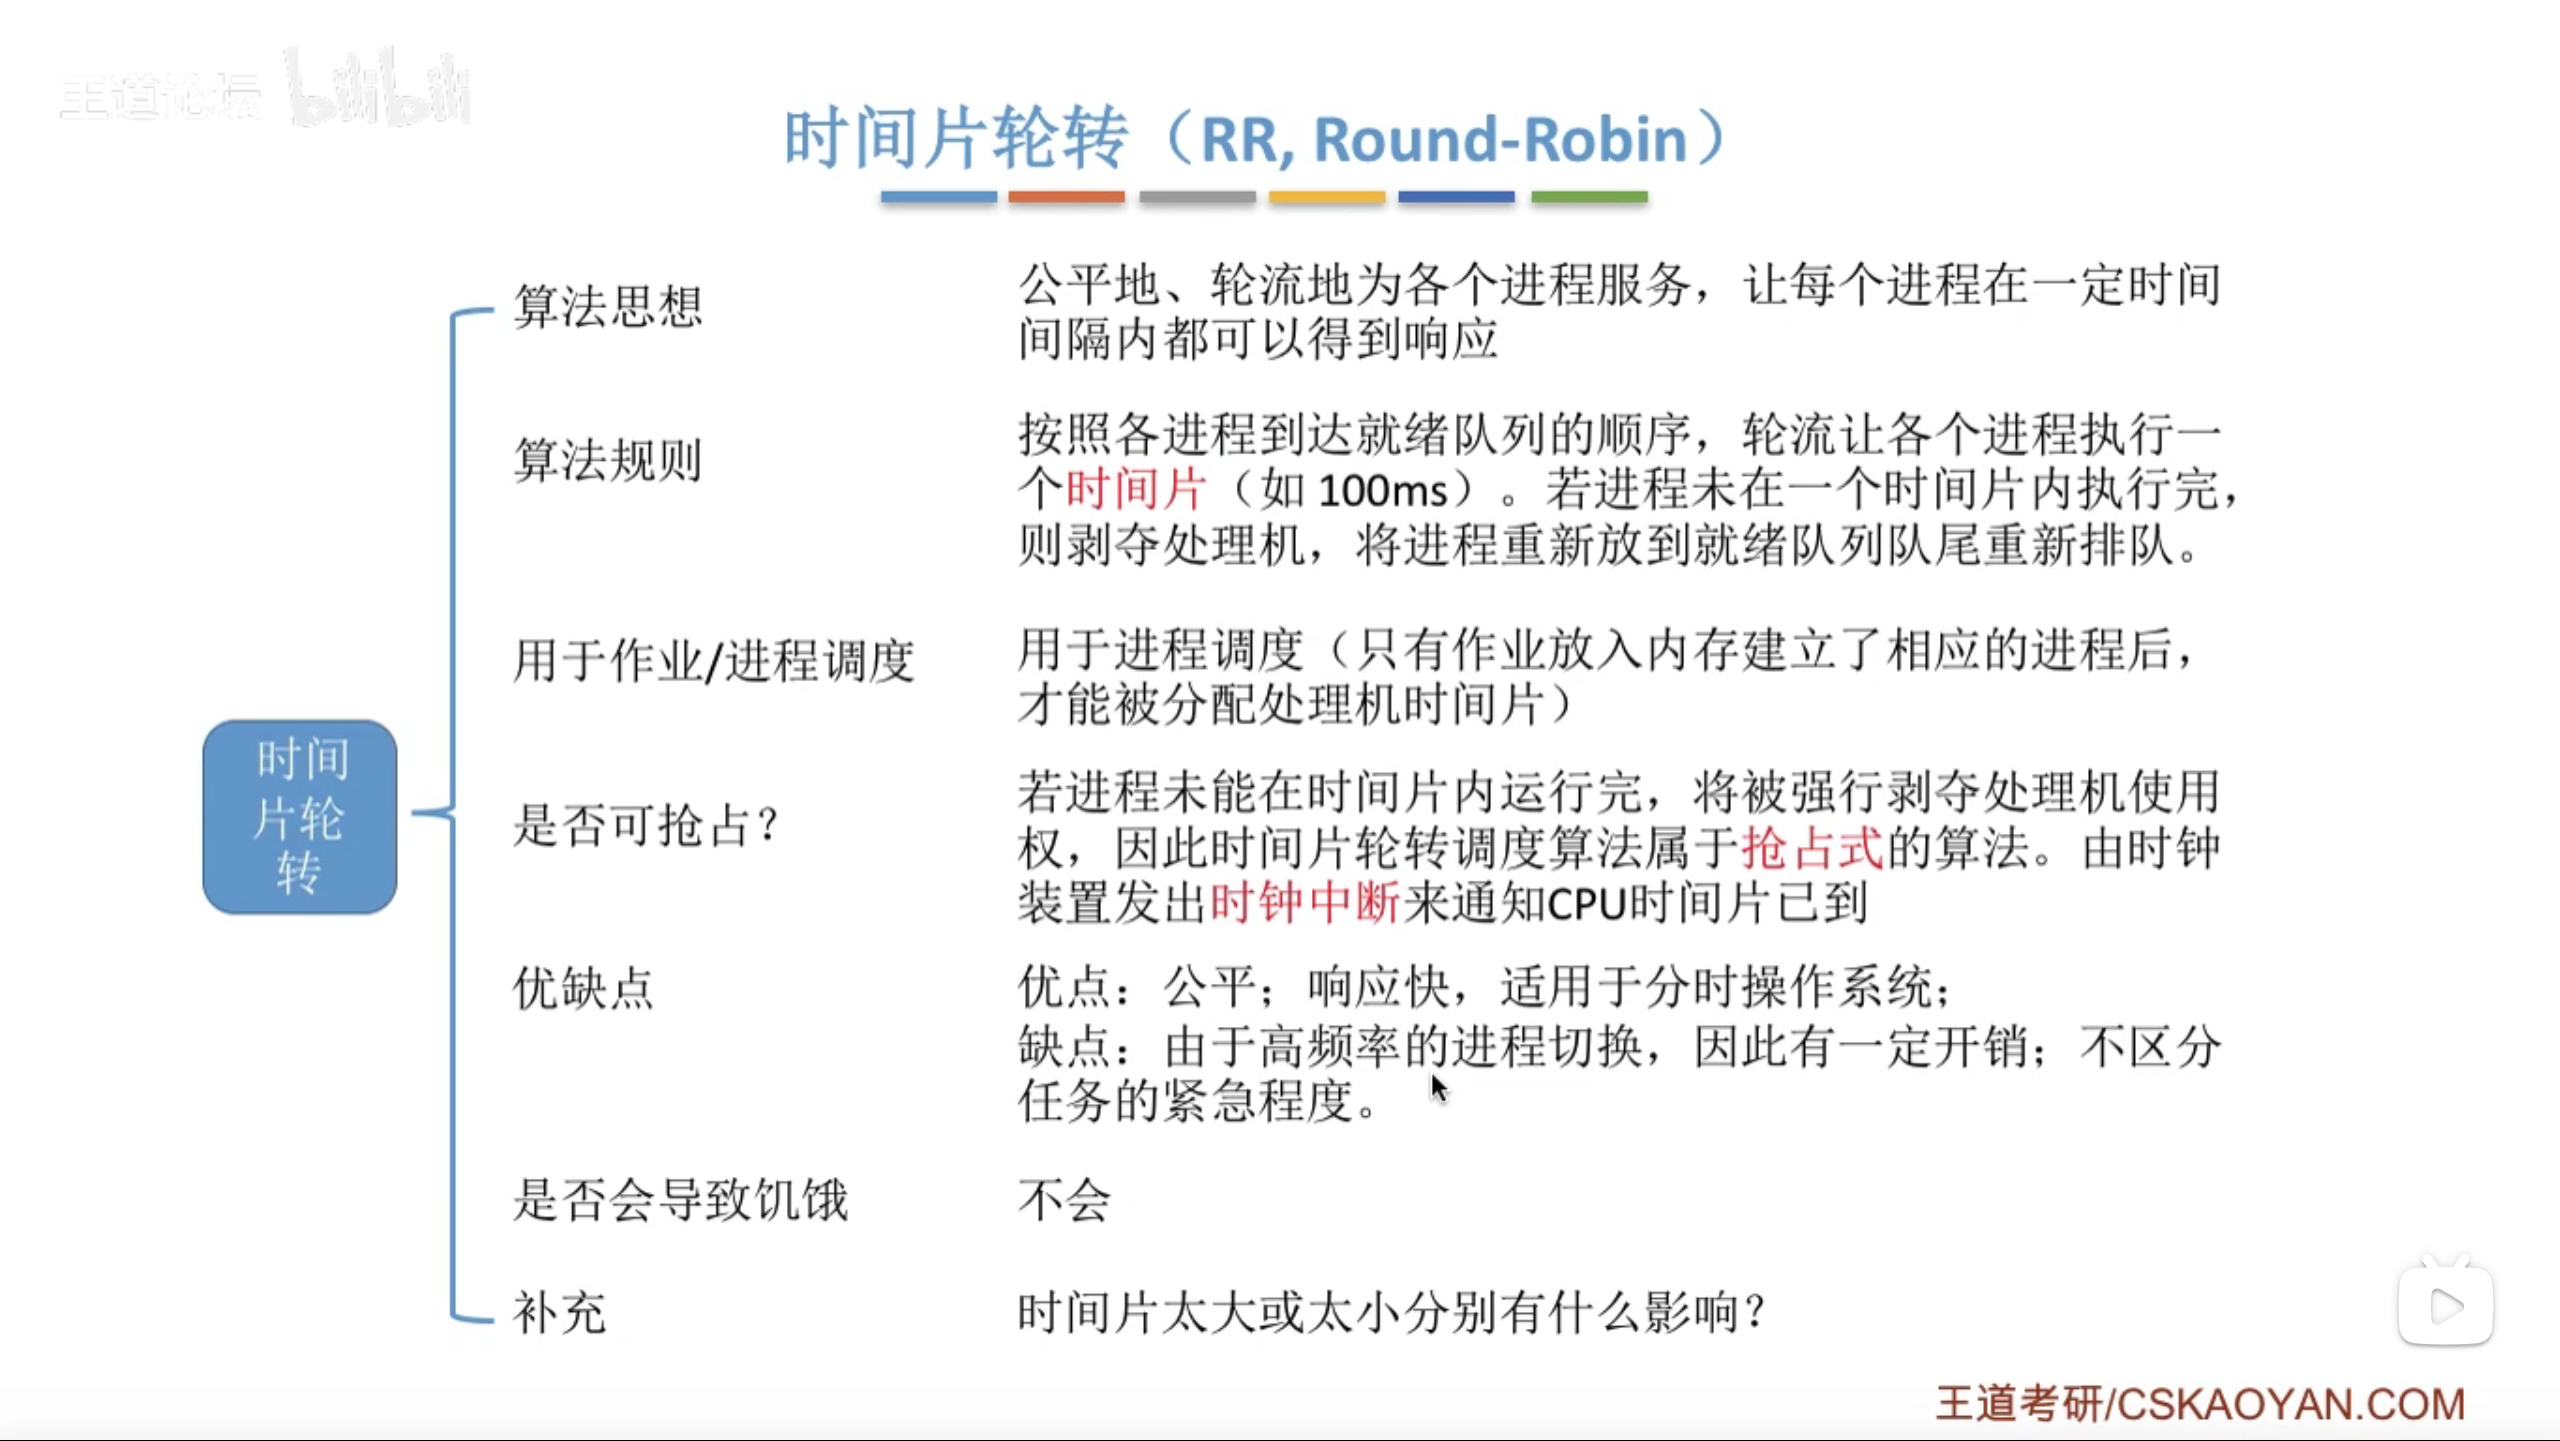 王道论坛 bilibili
时间片轮转（RR, Round-Robin）
算法思想
公平地、轮流地为各个进程服务，让每个进程在一定时间
间隔内都可以得到响应
算法规则
按照各进程到达就绪队列的顺序，轮流让各个进程执行一
个时间片（如 100ms）。若进程未在一个时间片内执行完，
则剥夺处理机，将进程重新放到就绪队列队尾重新排队。
用于作业/进程调度
用于进程调度（只有作业放入内存建立了相应的进程后，
才能被分配处理机时间片）
时间
片轮
转
是否可抢占？
若进程未能在时间片内运行完，将被强行剥夺处理机使用
权，因此时间片轮转调度算法属于抢占式的算法。由时钟
装置发出时钟中断来通知CPU时间片已到
优缺点
优点：公平；响应快，适用于分时操作系统；
缺点：由于高频率的进程切换，因此有一定开销；不区分
任务的紧急程度。
是否会导致饥饿
不会
补充
时间片太大或太小分别有什么影响？
王道考研/CSKAOYAN.COM